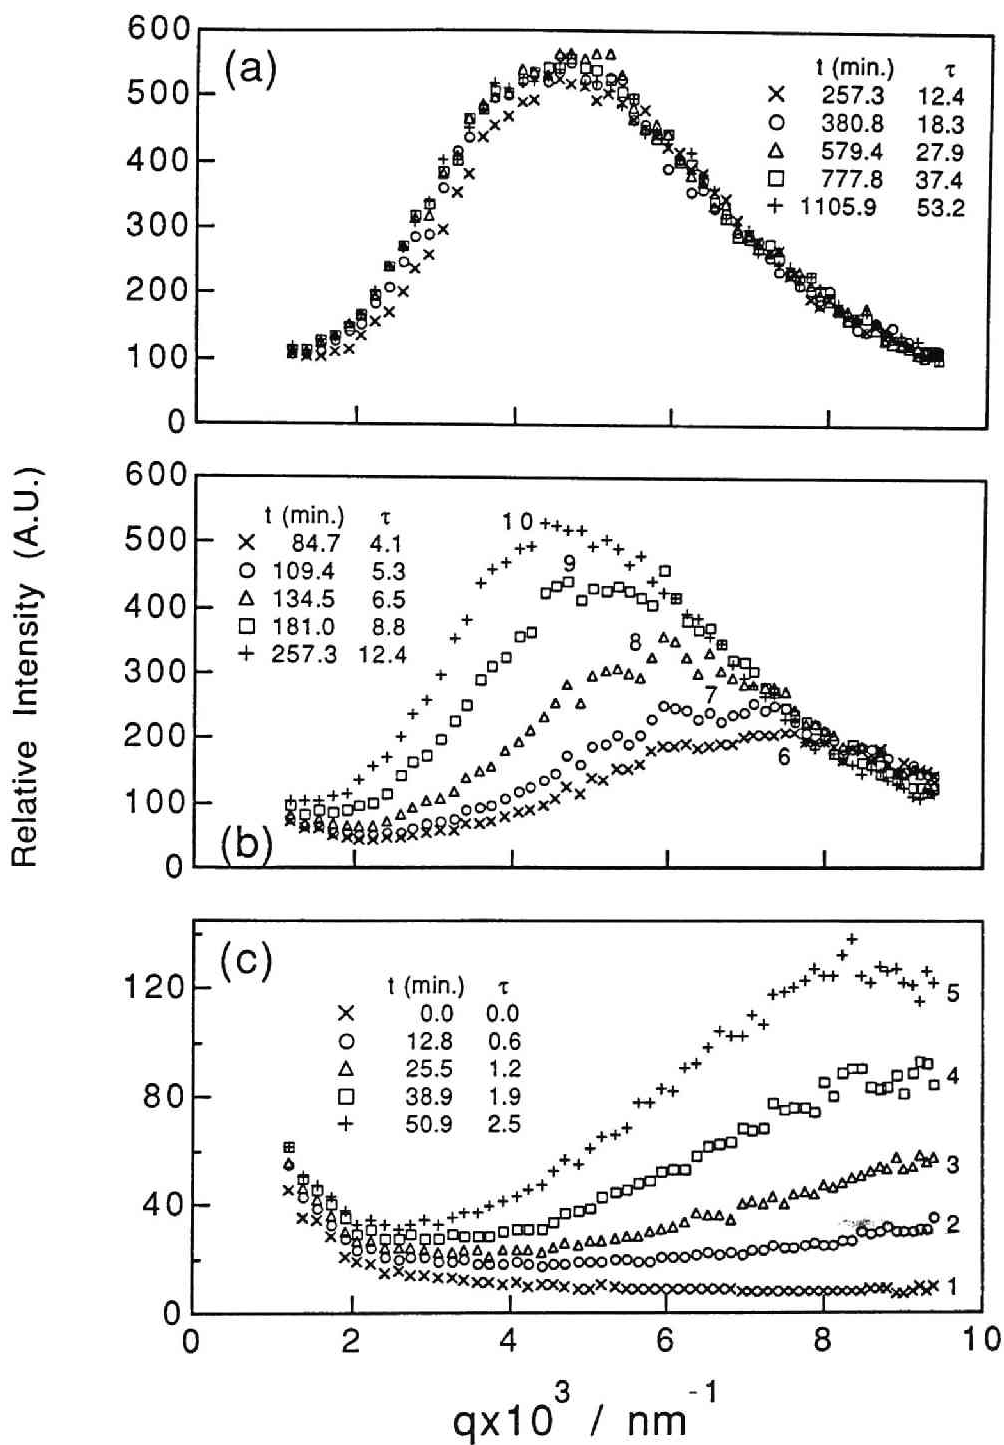 600
500
400
300
200
100
0
(a)
t (min.) τ
× 257.3 12.4
○ 380.8 18.3
△ 579.4 27.9
□ 777.8 37.4
+ 1105.9 53.2
Relative Intensity (A.U.)
600
500
400
300
200
100
0
t (min.) τ
× 84.7 4.1
○ 109.4 5.3
△ 134.5 6.5
□ 181.0 8.8
+ 257.3 12.4
10
9
8
7
6
(b)
120
80
40
0
(c)
t (min.) τ
× 0.0 0.0
○ 12.8 0.6
△ 25.5 1.2
□ 38.9 1.9
+ 50.9 2.5
5
4
3
2
1
0 2 4 6 8 10
qx10³ / nm⁻¹